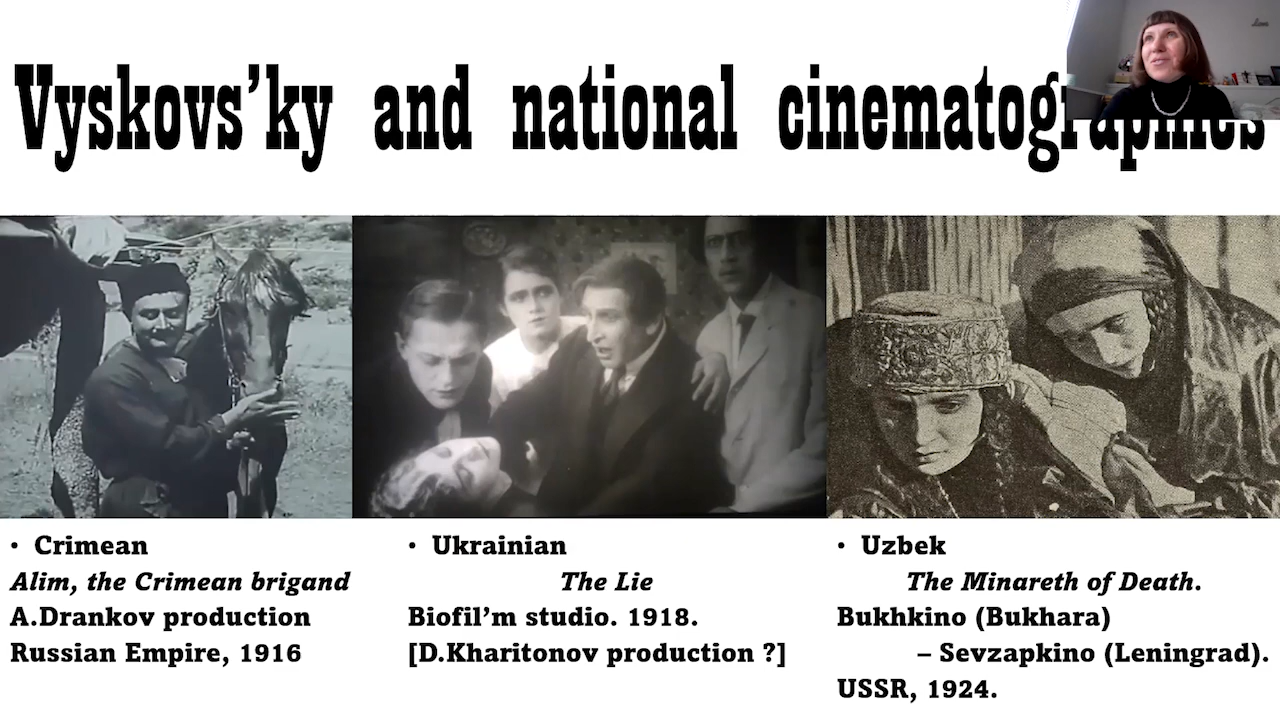 Vyskovs'ky and national cinematographies
• Crimean
Alim, the Crimean brigand
A.Drankov production
Russian Empire, 1916
• Ukrainian
The Lie
Biofil'm studio. 1918.
[D.Kharitonov production ?]
• Uzbek
The Minareth of Death.
Bukhkino (Bukhara)
– Sevzapkino (Leningrad).
USSR, 1924.